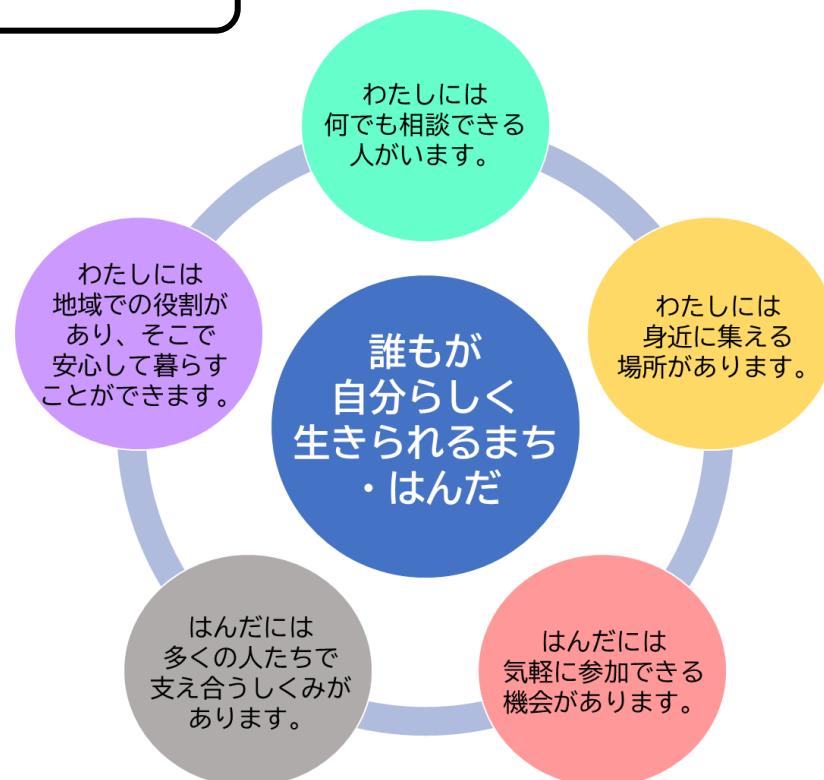 わたしには
何でも相談できる
人がいます。
わたしには
身近に集える
場所があります。
はんだには
気軽に参加できる
機会があります。
はんだには
多くの人たちで
支え合うしくみが
あります。
わたしには
地域での役割が
あり、そこで
安心して暮らす
ことができます。
誰もが
自分らしく
生きられるまち
・はんだ